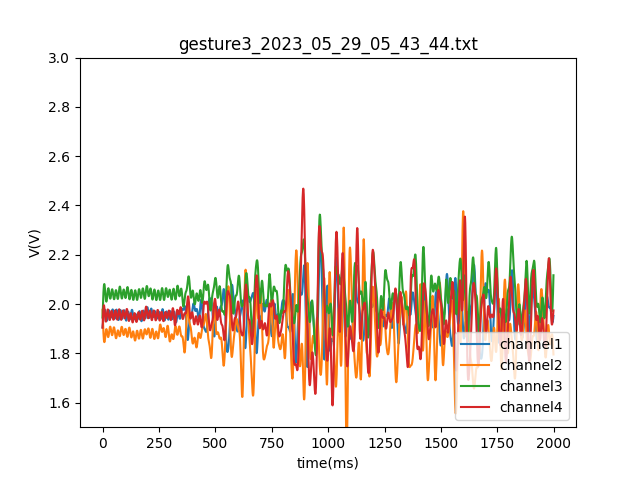 gesture3_2023_05_29_05_43_44.txt
3.0
2.8
2.6
2.4
2.2
2.0
1.8
1.6
V(V)
channel1
channel2
channel3
channel4
0 250 500 750 1000 1250 1500 1750 2000
time(ms)